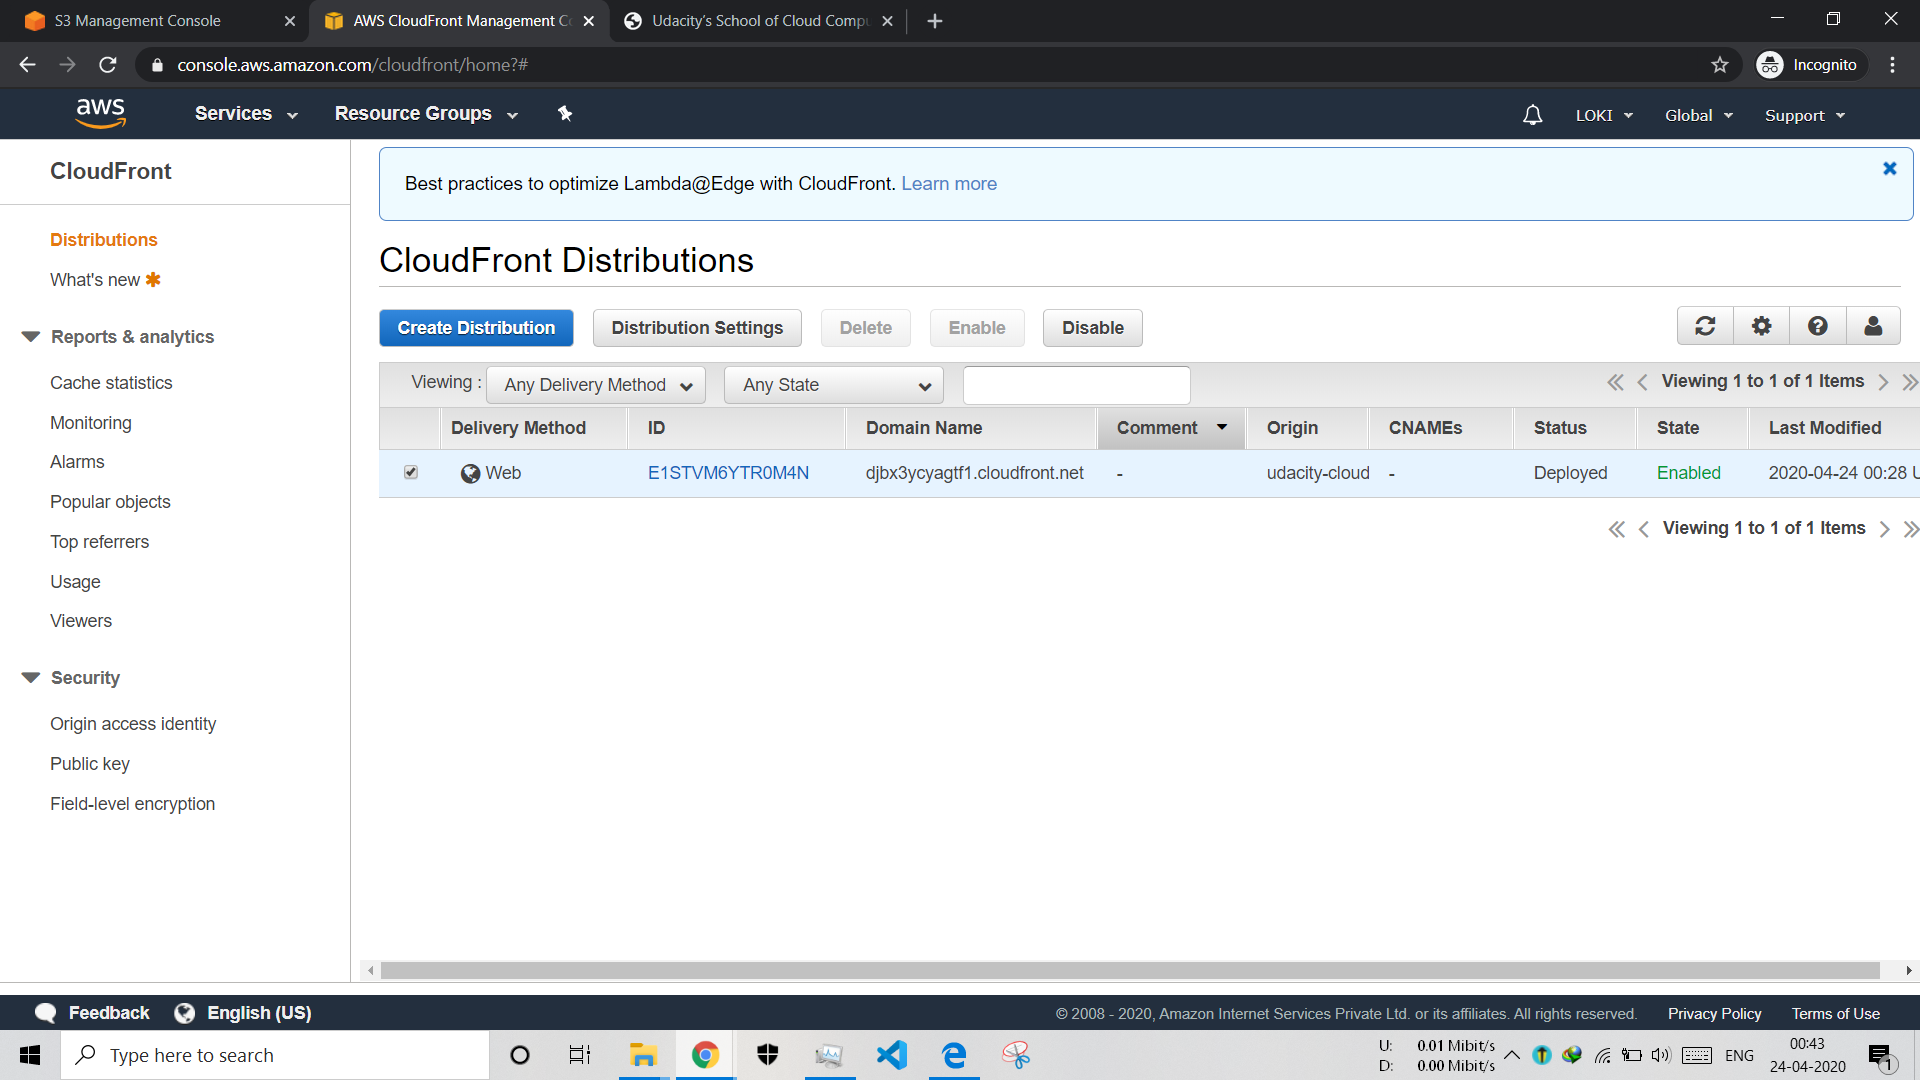 S3 Management Console
AWS CloudFront Management Co
Udacity's School of Cloud Compu
console.aws.amazon.com/cloudfront/home?#
Incognito
aws
Services
Resource Groups
LOKI
Global
Support
CloudFront
Distributions
What's new
Reports & analytics
Cache statistics
Monitoring
Alarms
Popular objects
Top referrers
Usage
Viewers
Security
Origin access identity
Public key
Field-level encryption
Best practices to optimize Lambda@Edge with CloudFront. Learn more
CloudFront Distributions
Create Distribution
Distribution Settings
Delete
Enable
Disable
Viewing :
Any Delivery Method
Any State
Viewing 1 to 1 of 1 Items
Delivery Method ID Domain Name Comment Origin CNAMEs Status State Last Modified
Web E1STVM6YTR0M4N djbx3ycyagtf1.cloudfront.net - udacity-cloud - Deployed Enabled 2020-04-24 00:28 U
Viewing 1 to 1 of 1 Items
Feedback
English (US)
© 2008 - 2020, Amazon Internet Services Private Ltd. or its affiliates. All rights reserved.
Privacy Policy
Terms of Use
Type here to search
U: 0.01 Mibit/s
D: 0.00 Mibit/s
ENG
00:43
24-04-2020
1